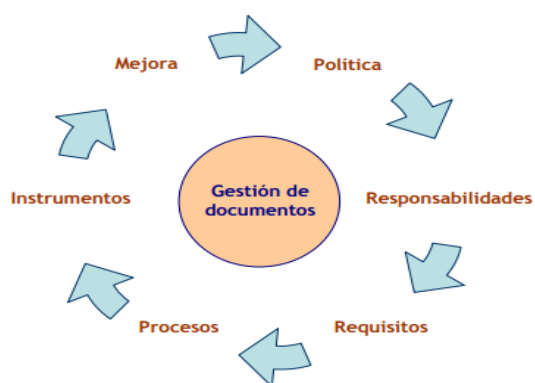 Mejora
Política
Instrumentos
Gestión de
documentos
Responsabilidades
Procesos
Requisitos